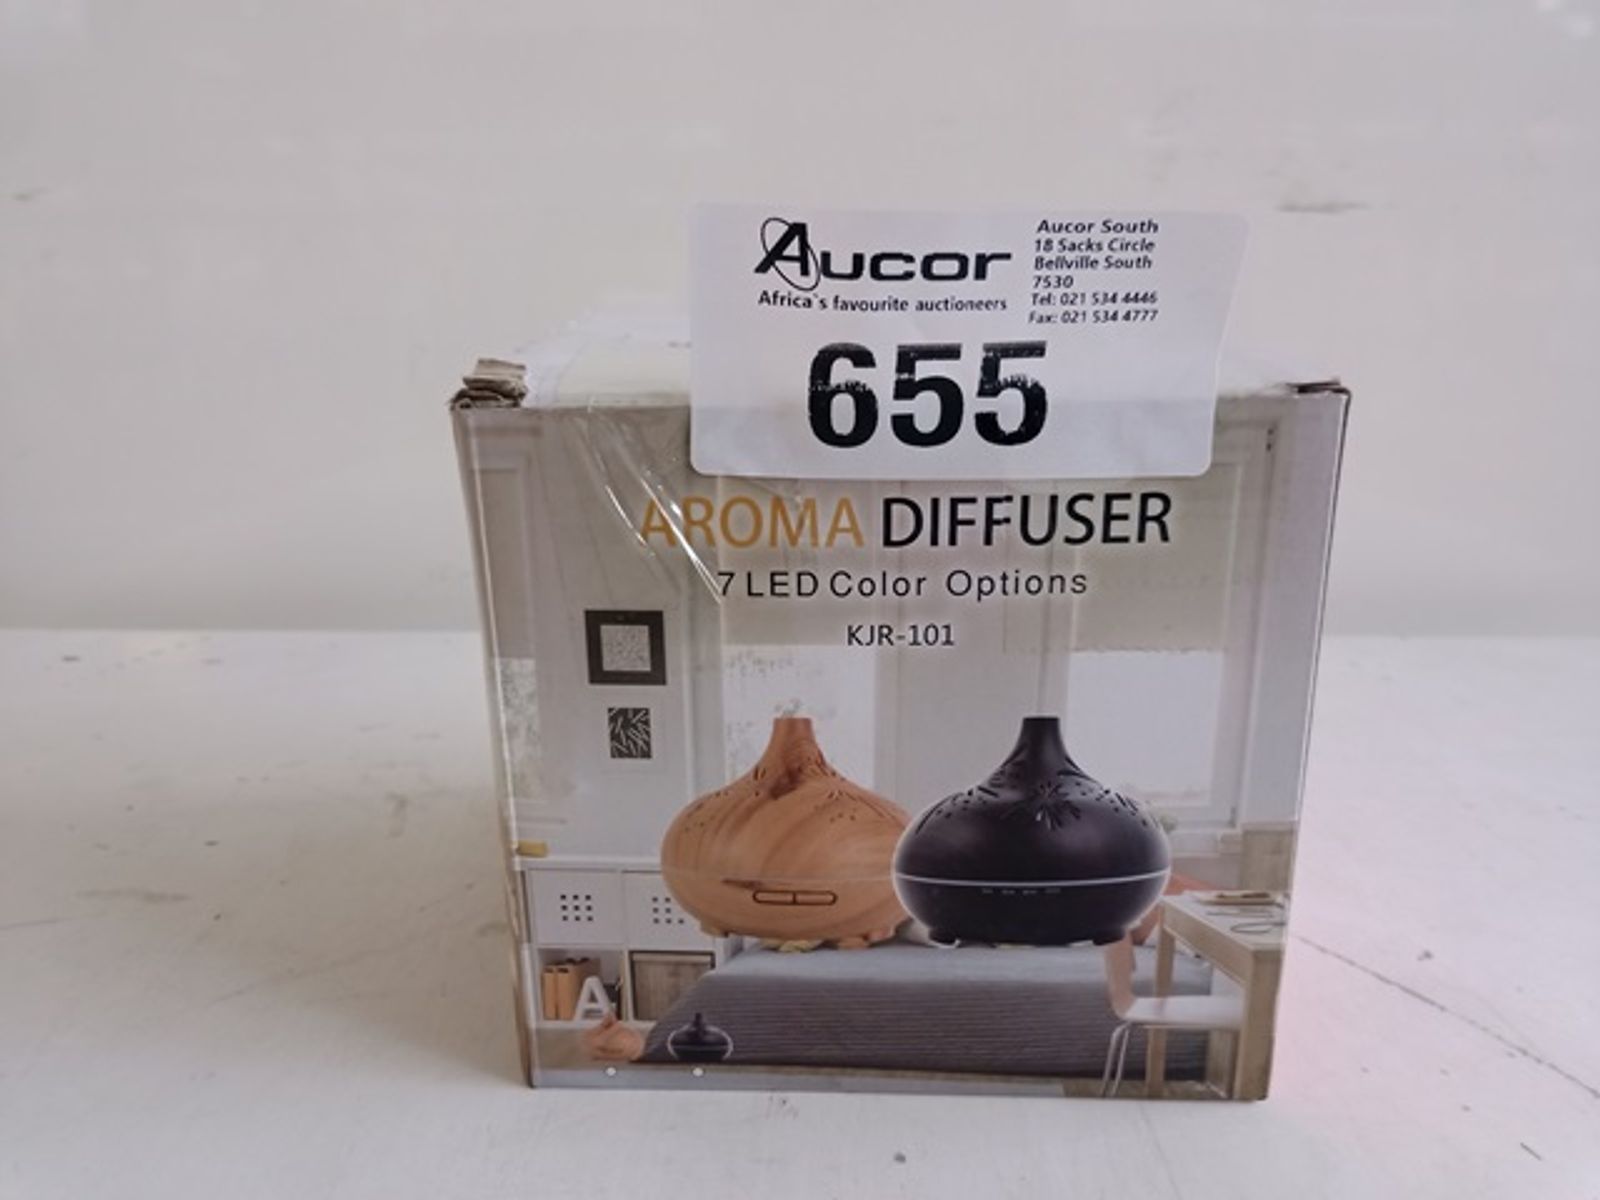 Aucor
Africa's favourite auctioneers
Aucor South
18 Sacks Circle
Bellville South
7530
Tel: 021 534 4446
Fax: 021 534 4777
655
AROMA DIFFUSER
7 LED Color Options
KJR-101
A